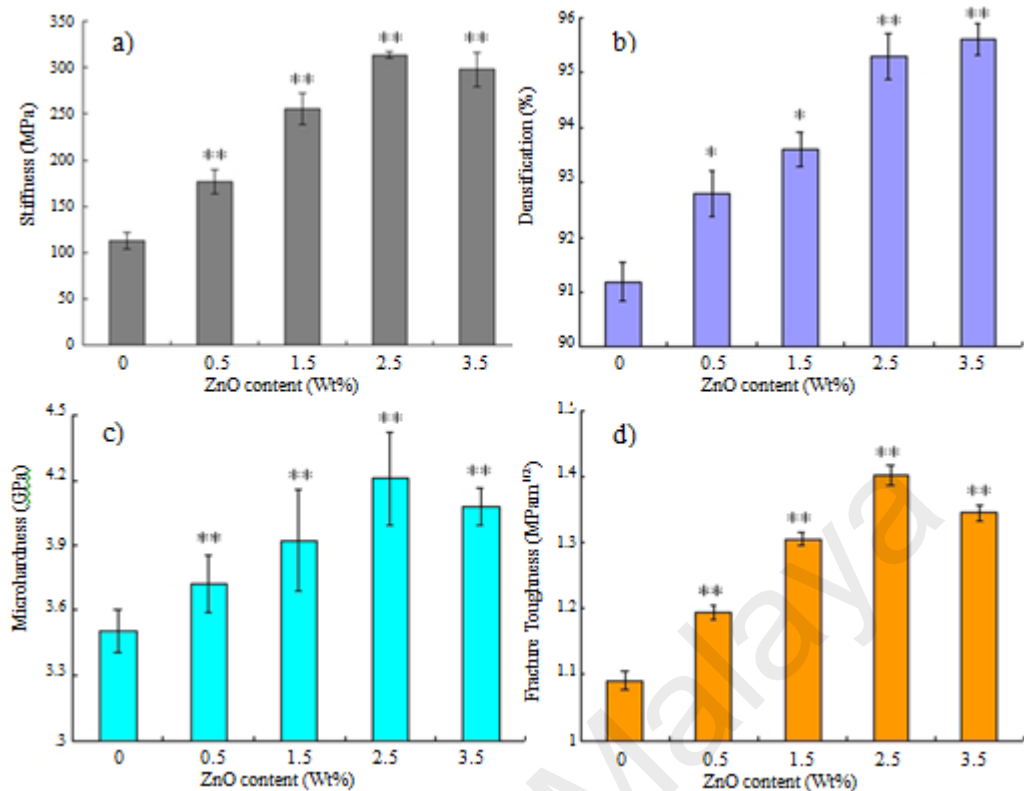 a)
Stiffness (MPa)
350
300
250
200
150
100
50
0
** ** ** **
0 0.5 1.5 2.5 3.5
ZnO content (Wt%)
b)
Densification (%)
96
95
94
93
92
91
90
* * ** **
0 0.5 1.5 2.5 3.5
ZnO content (Wt%)
c)
Microhardness (GPa)
4.5
4.2
3.9
3.6
3.3
3
** ** ** **
0 0.5 1.5 2.5 3.5
ZnO content (Wt%)
d)
Fracture Toughness (MPam¹/²)
1.5
1.4
1.3
1.2
1.1
1
** ** ** **
0 0.5 1.5 2.5 3.5
ZnO content (Wt%)
Malaya